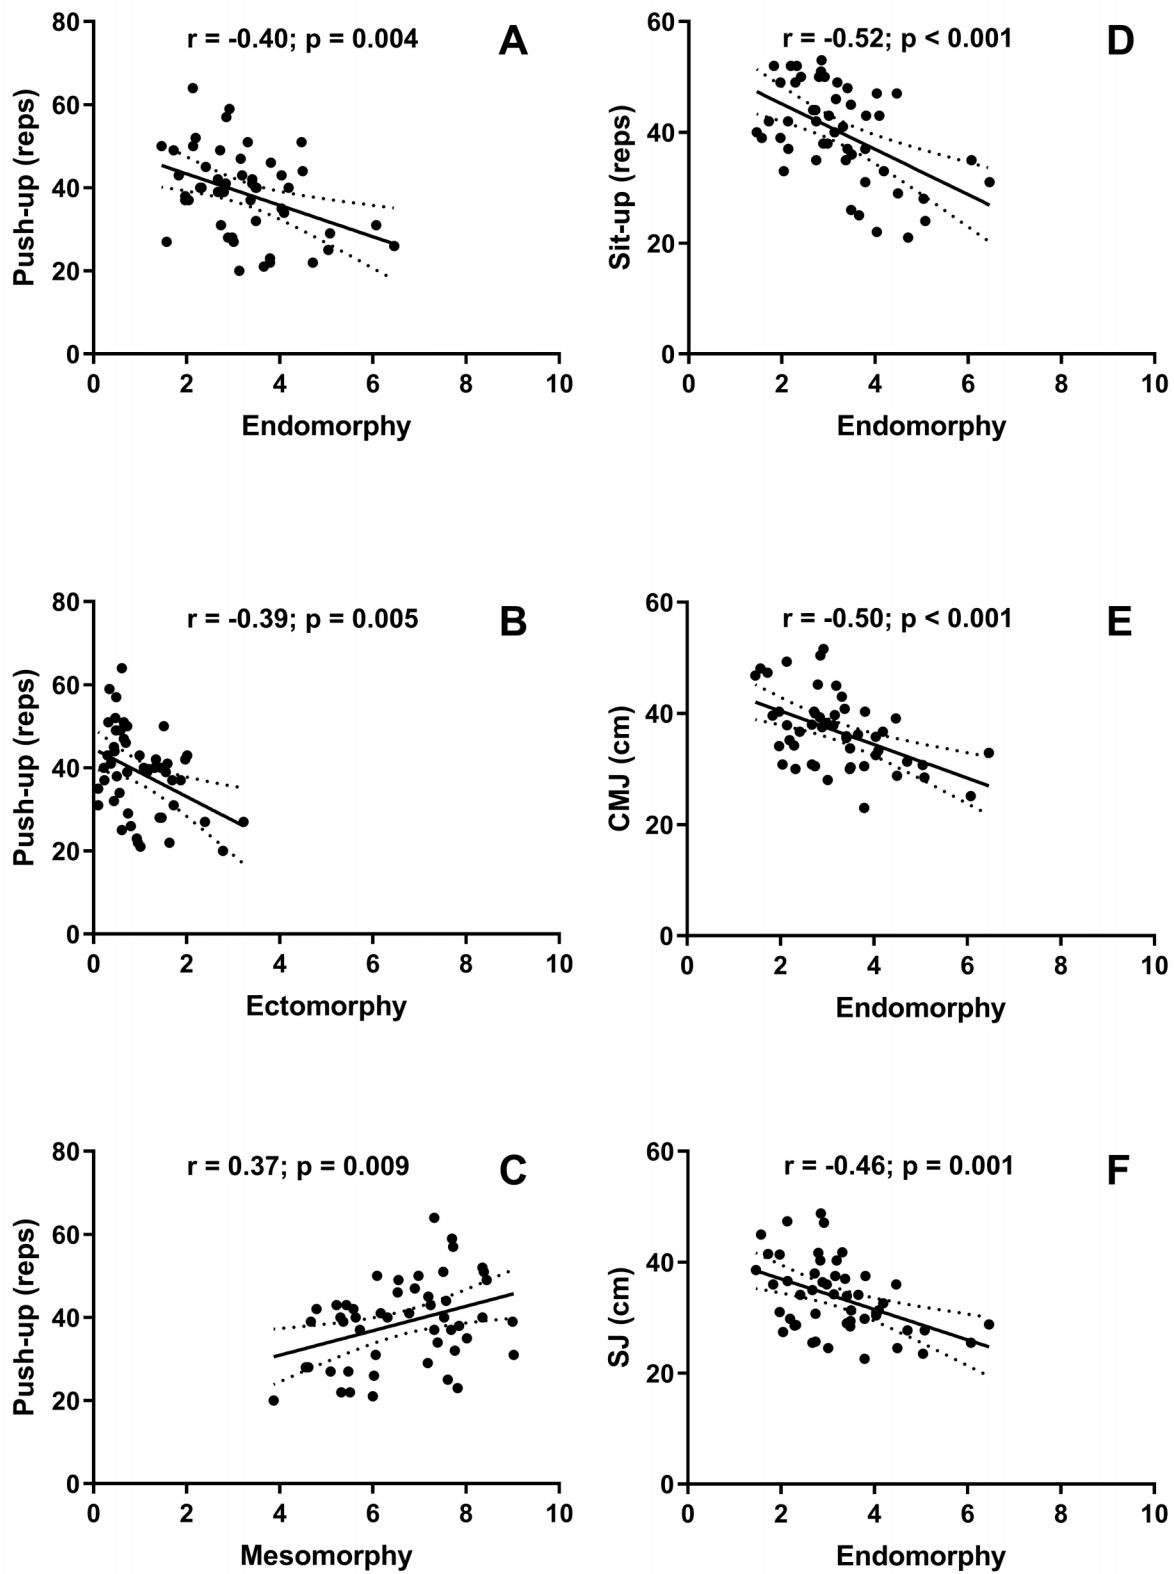 r = -0.40; p = 0.004
A
Push-up (reps)
80
60
40
20
0
0 2 4 6 8 10
Endomorphy
r = -0.52; p < 0.001
D
Sit-up (reps)
60
40
20
0
0 2 4 6 8 10
Endomorphy
r = -0.39; p = 0.005
B
Push-up (reps)
80
60
40
20
0
0 2 4 6 8 10
Ectomorphy
r = -0.50; p < 0.001
E
CMJ (cm)
60
40
20
0
0 2 4 6 8 10
Endomorphy
r = 0.37; p = 0.009
C
Push-up (reps)
80
60
40
20
0
0 2 4 6 8 10
Mesomorphy
r = -0.46; p = 0.001
F
SJ (cm)
60
40
20
0
0 2 4 6 8 10
Endomorphy